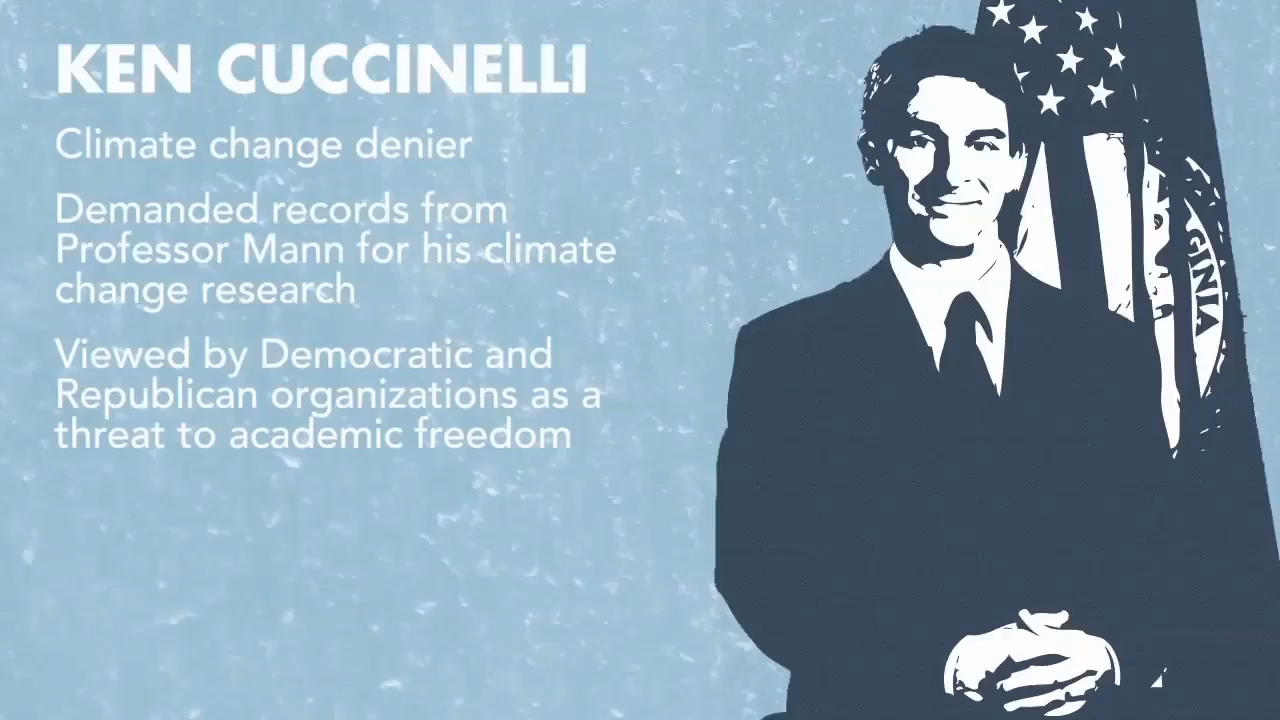 KEN CUCCINELLI
Climate change denier
Demanded records from
Professor Mann for his climate
change research
Viewed by Democratic and
Republican organizations as a
threat to academic freedom
GINIA